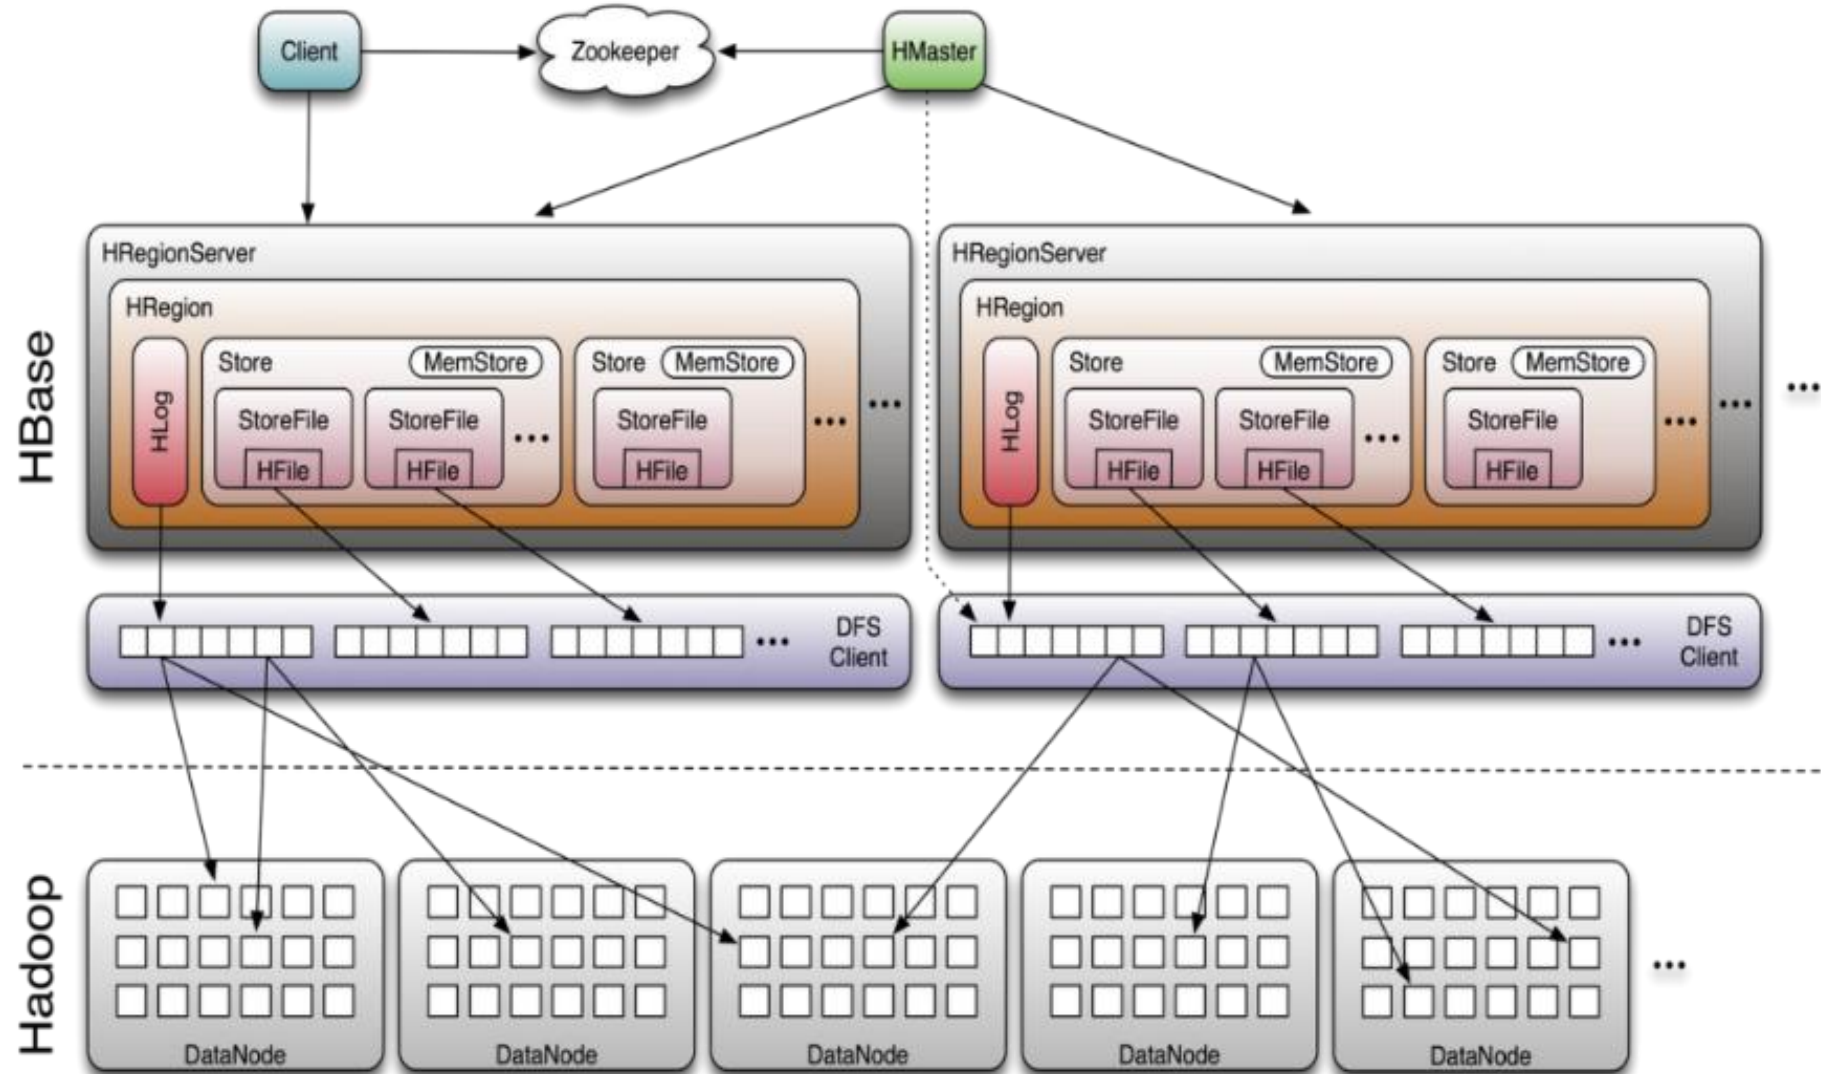 Client
Zookeeper
HMaster
HBase
HRegionServer
HRegion
HLog
Store
MemStore
StoreFile
HFile
StoreFile
HFile
...
Store
MemStore
StoreFile
HFile
...
...
HRegionServer
HRegion
HLog
Store
MemStore
StoreFile
HFile
StoreFile
HFile
...
Store
MemStore
StoreFile
HFile
...
...
...
...
DFS
Client
...
DFS
Client
Hadoop
DataNode
DataNode
DataNode
DataNode
DataNode
...